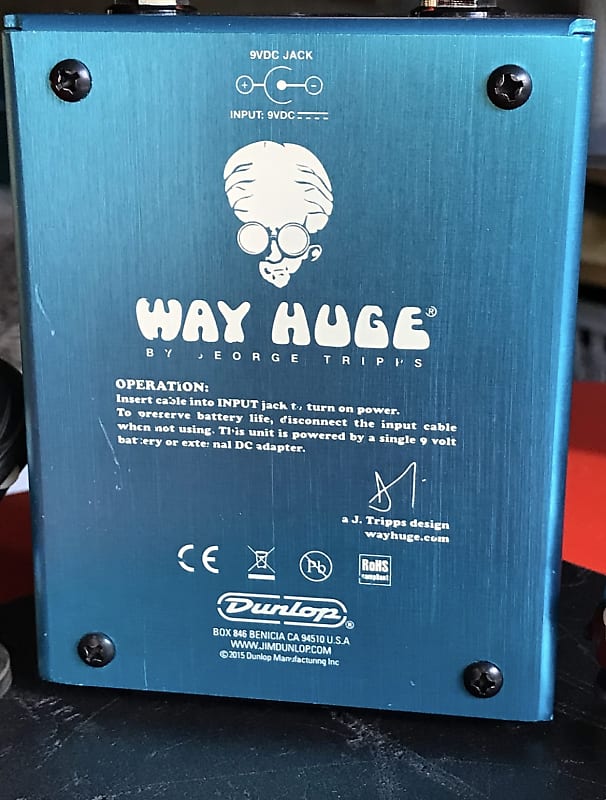 9VDC JACK
+ -
INPUT: 9VDC
WAY HUGE®
BY JEORGE TRIPPS
OPERATION:
Insert cable into INPUT jack to turn on power.
To preserve battery life, disconnect the input cable
when not using. This unit is powered by a single 9 volt
battery or external DC adapter.
a J. Tripps design
wayhuge.com
CE Pb RoHS
compliant
Dunlop®
BOX 846 BENICIA CA 94510 U.S.A
WWW.JIMDUNLOP.COM
©2015 Dunlop Manufacturing Inc